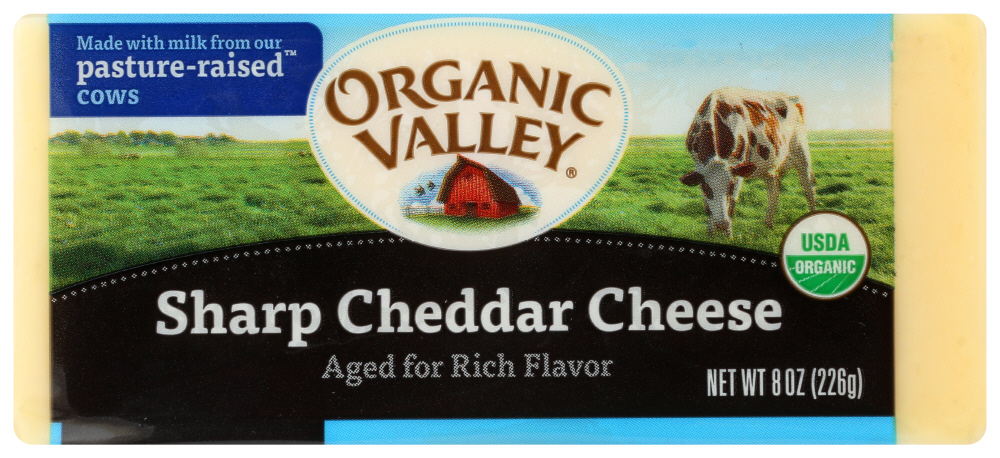 Made with milk from our
pasture-raised™
cows
ORGANIC
VALLEY®
USDA
ORGANIC
Sharp Cheddar Cheese
Aged for Rich Flavor
NET WT 8 OZ (226g)